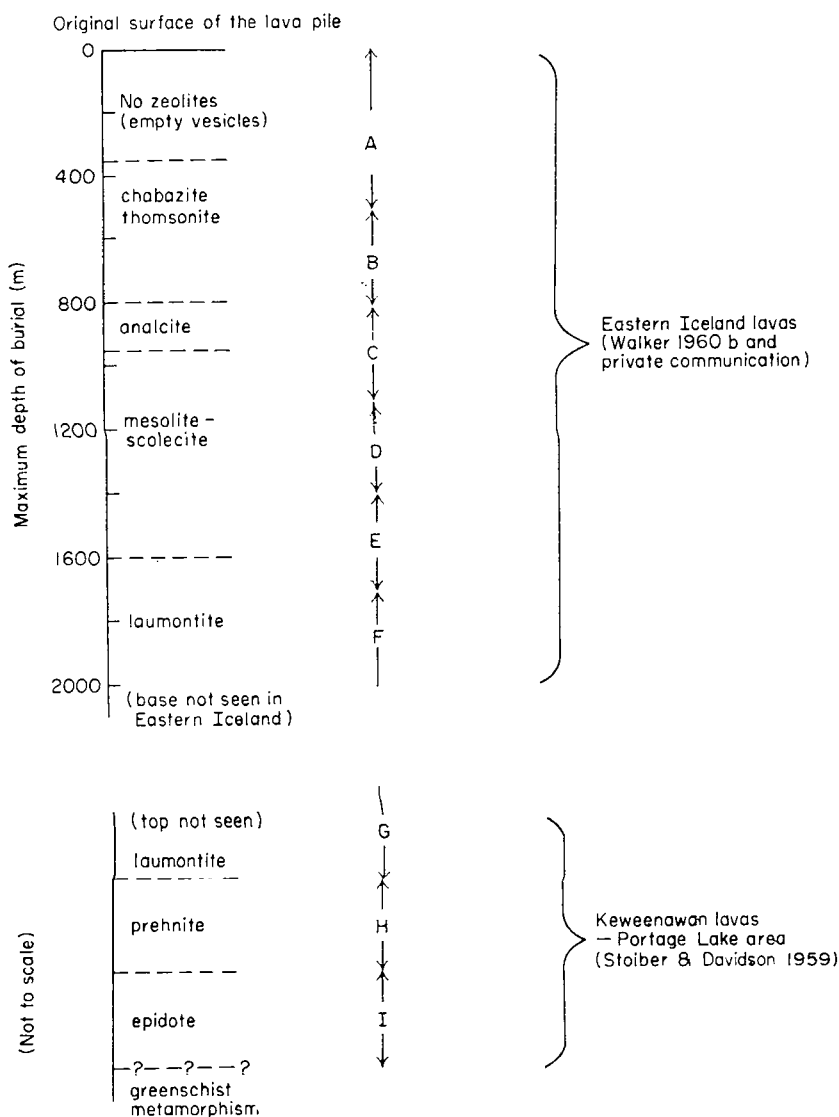 Original surface of the lava pile
0
No zeolites
(empty vesicles)
A
400
chabazite
thomsonite
B
800
analcite
C
mesolite –
scolecite
1200
D
E
1600
laumontite
F
2000
(base not seen in
Eastern Iceland)
Maximum depth of burial (m)
Eastern Iceland lavas
(Walker 1960 b and
private communication)
(top not seen)
G
laumontite
prehnite
H
epidote
I
—?— —?— —?
greenschist
metamorphism.
(Not to scale)
Keweenawan lavas
— Portage Lake area
(Stoiber & Davidson 1959)